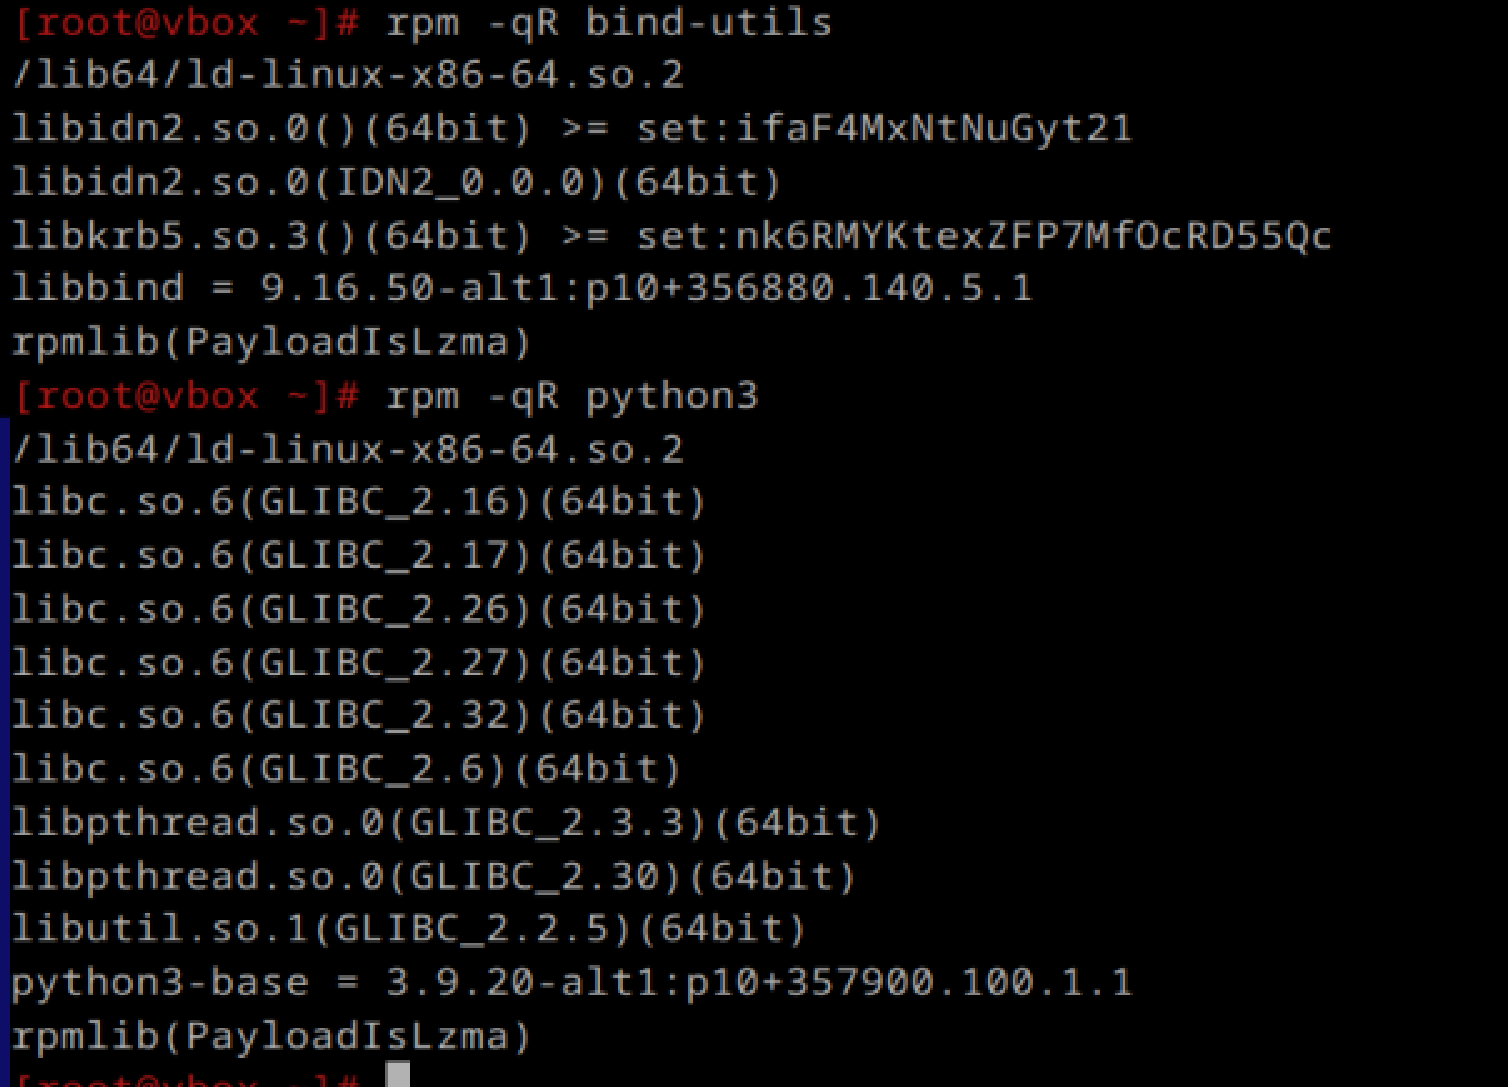 [root@vbox ~]# rpm -qR bind-utils
/lib64/ld-linux-x86-64.so.2
libidn2.so.0()(64bit) >= set:ifaF4MxNtNuGyt21
libidn2.so.0(IDN2_0.0.0)(64bit)
libkrb5.so.3()(64bit) >= set:nk6RMYKtexZFP7MfOcRD55Qc
libbind = 9.16.50-alt1:p10+356880.140.5.1
rpmlib(PayloadIsLzma)
[root@vbox ~]# rpm -qR python3
/lib64/ld-linux-x86-64.so.2
libc.so.6(GLIBC_2.16)(64bit)
libc.so.6(GLIBC_2.17)(64bit)
libc.so.6(GLIBC_2.26)(64bit)
libc.so.6(GLIBC_2.27)(64bit)
libc.so.6(GLIBC_2.32)(64bit)
libc.so.6(GLIBC_2.6)(64bit)
libpthread.so.0(GLIBC_2.3.3)(64bit)
libpthread.so.0(GLIBC_2.30)(64bit)
libutil.so.1(GLIBC_2.2.5)(64bit)
python3-base = 3.9.20-alt1:p10+357900.100.1.1
rpmlib(PayloadIsLzma)
[root@vbox ~]#